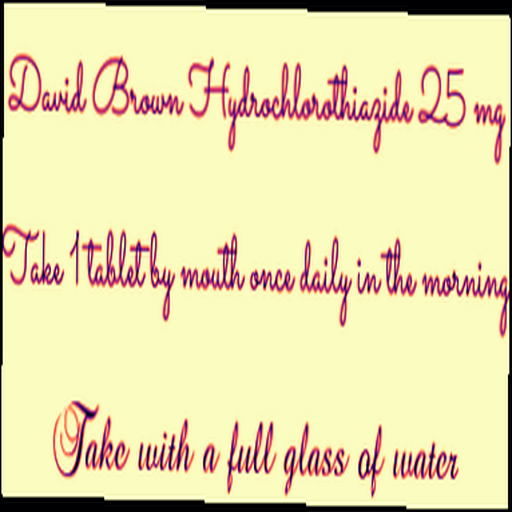 David Brown Hydrochlorothiazide 25 mg
Take 1 tablet by mouth once daily in the morning
Take with a full glass of water